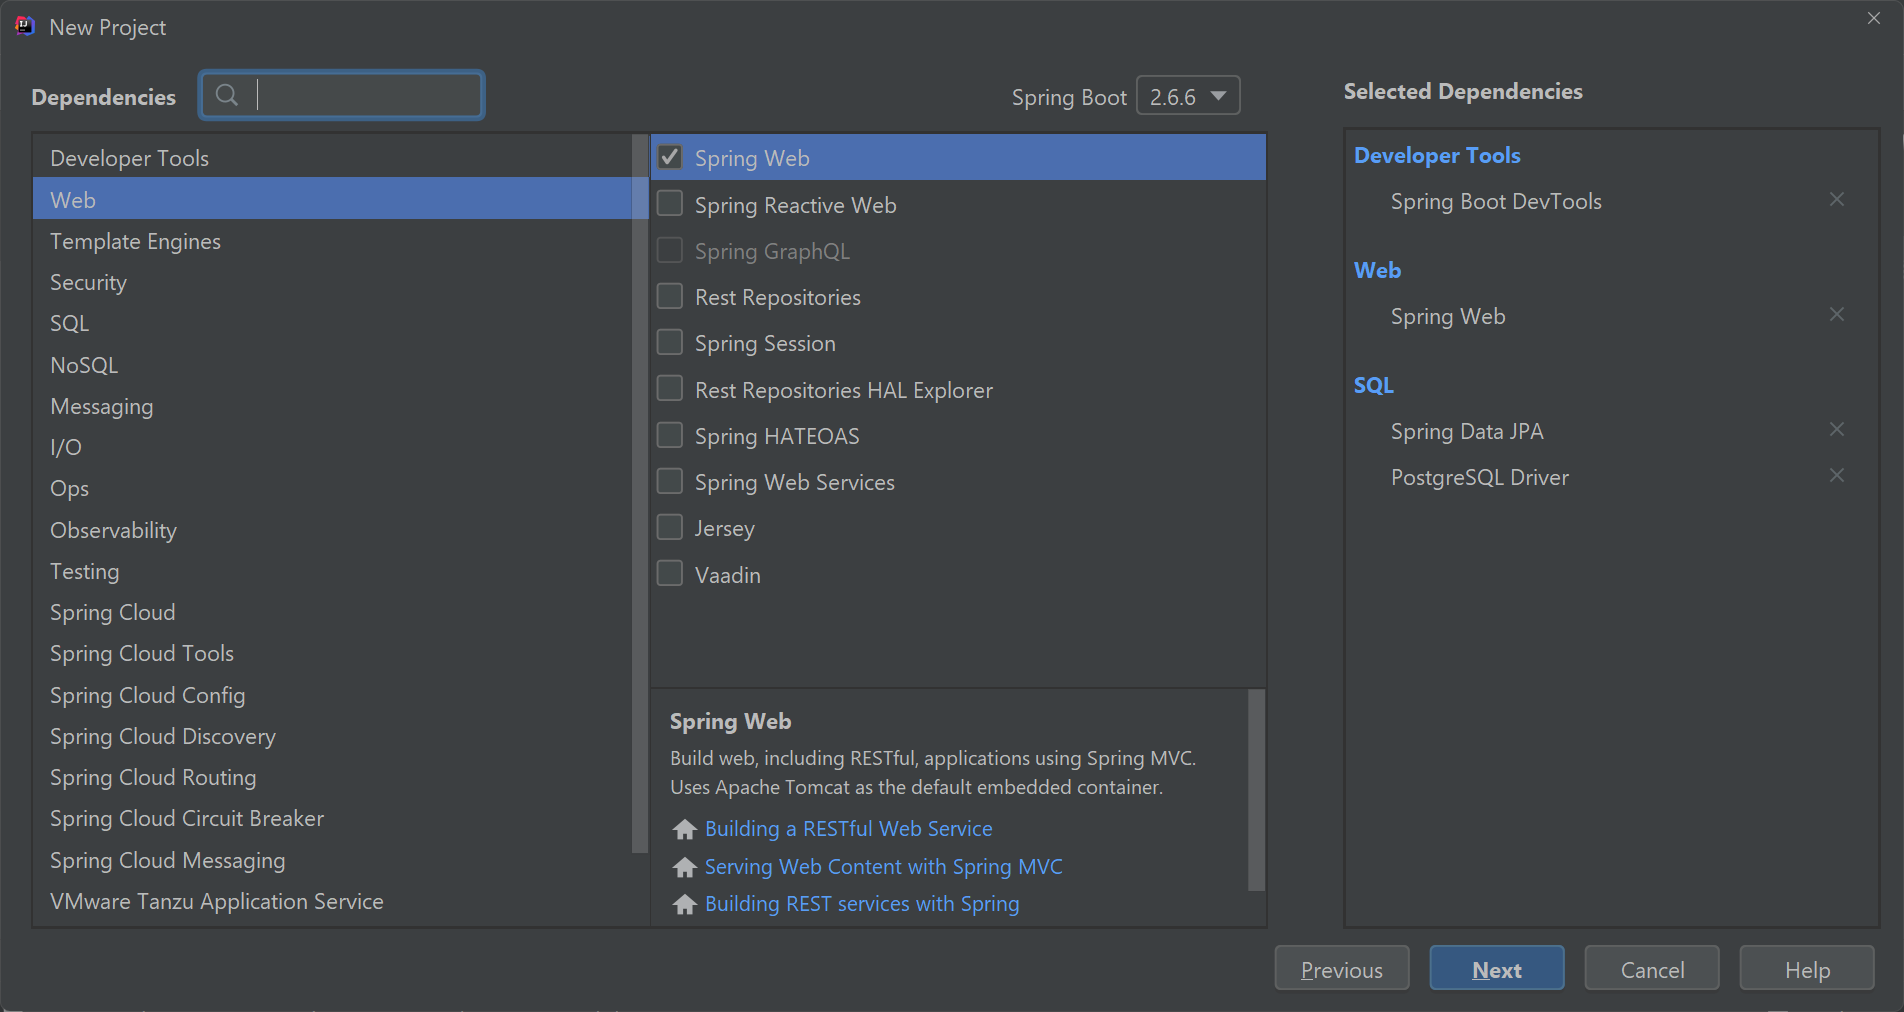 New Project
Dependencies
Spring Boot 2.6.6
Developer Tools
Web
Template Engines
Security
SQL
NoSQL
Messaging
I/O
Ops
Observability
Testing
Spring Cloud
Spring Cloud Tools
Spring Cloud Config
Spring Cloud Discovery
Spring Cloud Routing
Spring Cloud Circuit Breaker
Spring Cloud Messaging
VMware Tanzu Application Service
Spring Web
Spring Reactive Web
Spring GraphQL
Rest Repositories
Spring Session
Rest Repositories HAL Explorer
Spring HATEOAS
Spring Web Services
Jersey
Vaadin
Spring Web
Build web, including RESTful, applications using Spring MVC.
Uses Apache Tomcat as the default embedded container.
Building a RESTful Web Service
Serving Web Content with Spring MVC
Building REST services with Spring
Selected Dependencies
Developer Tools
Spring Boot DevTools
Web
Spring Web
SQL
Spring Data JPA
PostgreSQL Driver
Previous
Next
Cancel
Help